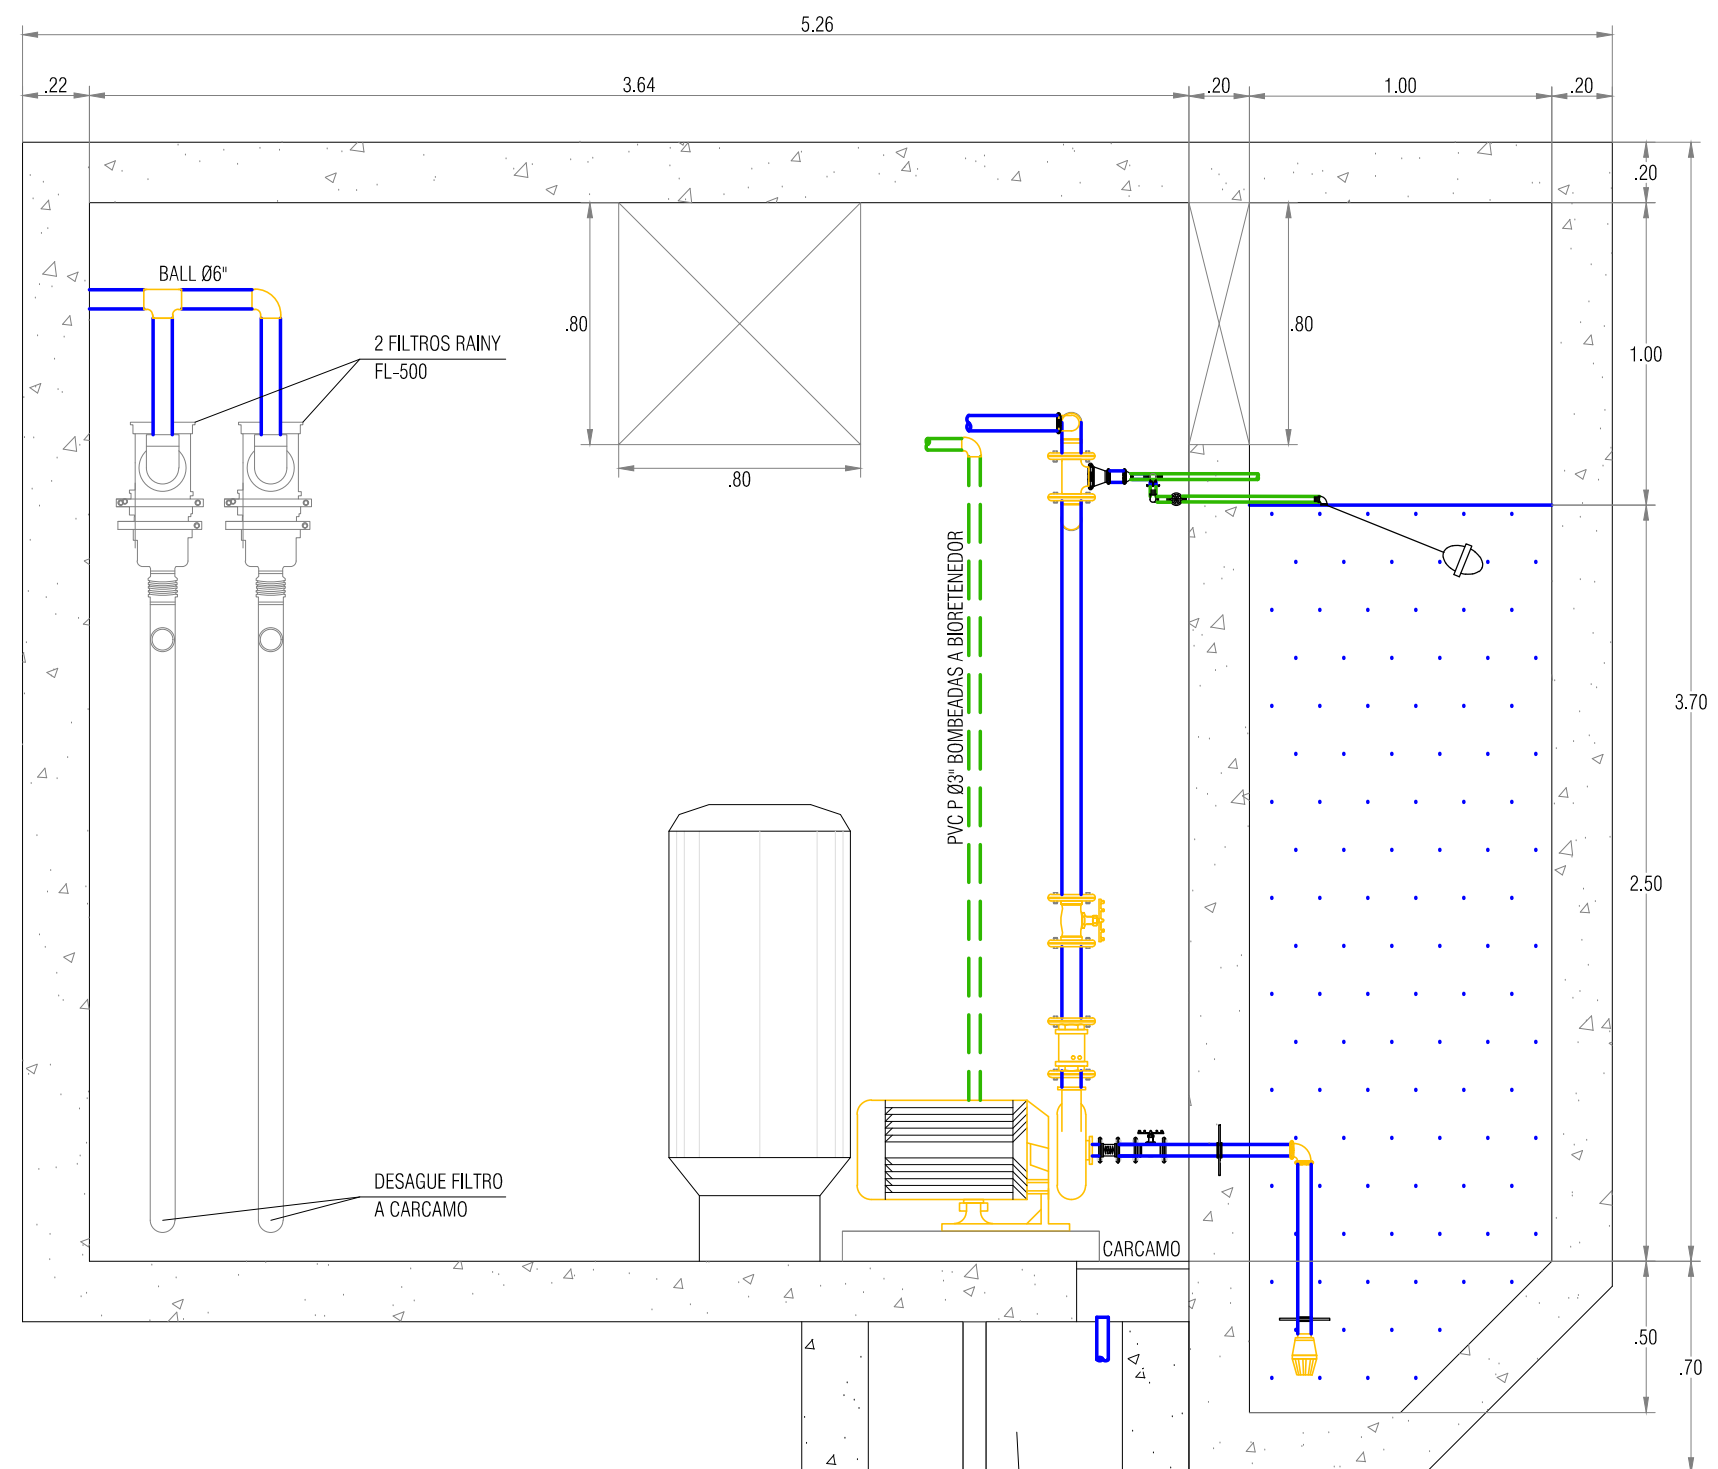 5.26
.22
3.64
.20
1.00
.20
.20
BALL Ø6"
.80
.80
1.00
2 FILTROS RAINY
FL-500
.80
PVC P Ø3" BOMBEADAS A BIORETENEDOR
3.70
2.50
DESAGUE FILTRO
A CARCAMO
CARCAMO
.50
.70